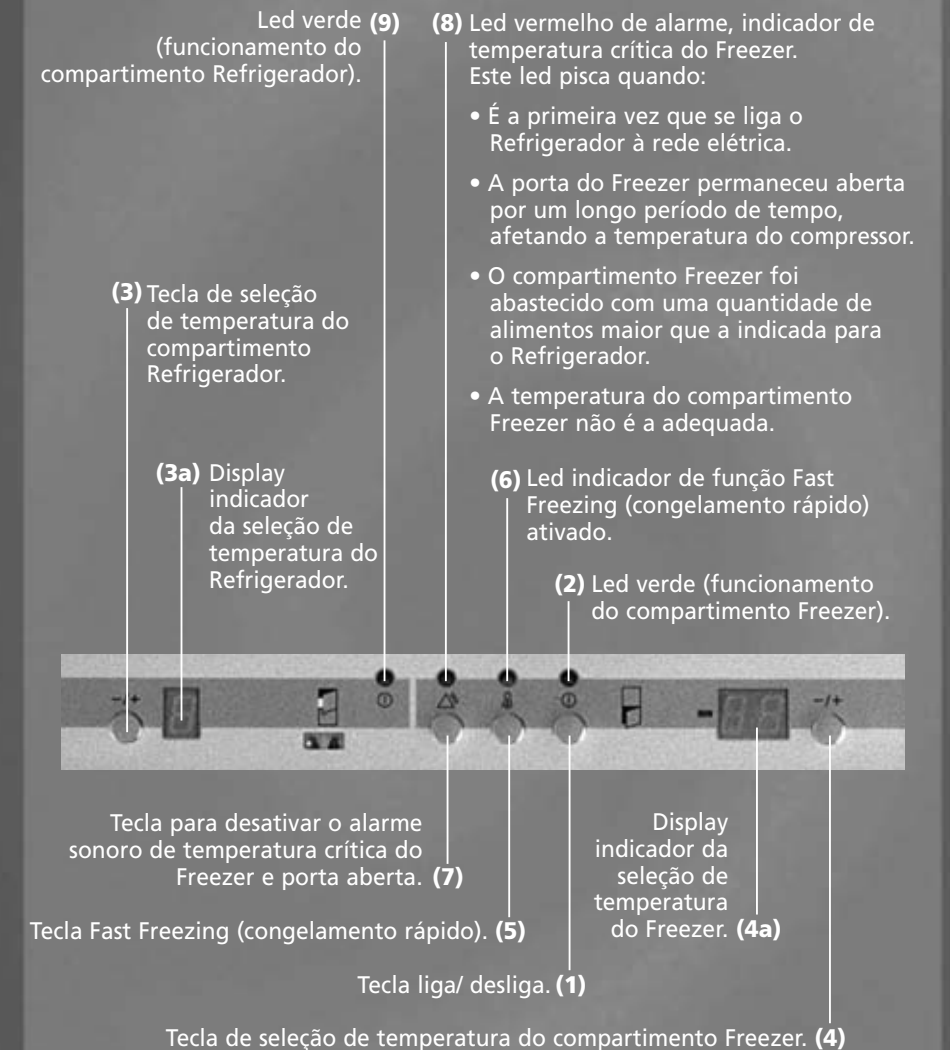 Led verde (9)
(funcionamento do
compartimento Refrigerador).
(8) Led vermelho de alarme, indicador de
temperatura crítica do Freezer.
Este led pisca quando:
• É a primeira vez que se liga o
Refrigerador à rede elétrica.
• A porta do Freezer permaneceu aberta
por um longo período de tempo,
afetando a temperatura do compressor.
• O compartimento Freezer foi
abastecido com uma quantidade de
alimentos maior que a indicada para
o Refrigerador.
• A temperatura do compartimento
Freezer não é a adequada.
(3) Tecla de seleção
de temperatura do
compartimento
Refrigerador.
(3a) Display
indicador
da seleção de
temperatura do
Refrigerador.
(6) Led indicador de função Fast
Freezing (congelamento rápido)
ativado.
(2) Led verde (funcionamento
do compartimento Freezer).
-/+
-/+
Tecla para desativar o alarme
sonoro de temperatura crítica do
Freezer e porta aberta. (7)
Display
indicador da
seleção de
temperatura
do Freezer. (4a)
Tecla Fast Freezing (congelamento rápido). (5)
Tecla liga/ desliga. (1)
Tecla de seleção de temperatura do compartimento Freezer. (4)